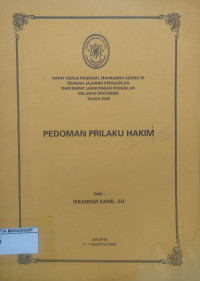 RAPAT KERJA NASIONAL MAHKAMAH AGUNG RI
DENGAN JAJARAN PENGADILAN
DARI EMPAT LINGKUNGAN PERADILAN
SELURUH INDONESIA
TAHUN
PEDOMAN PRILAKU HAKIM
Oleh :
ISKANDAR KAMIL, SH.
TA MAKASSAR
JAKARTA
AGUSTUS